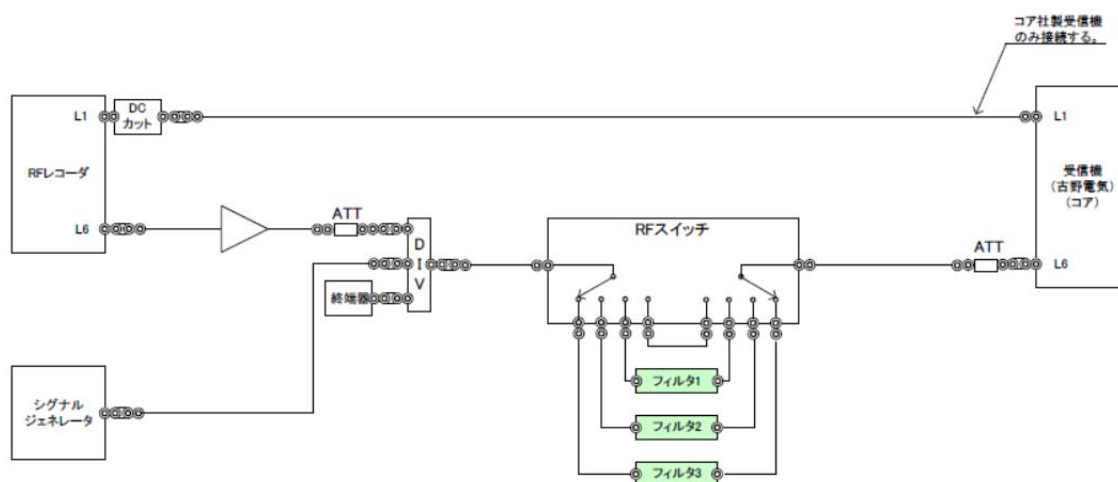 コア社製受信機
のみ接続する。
L1
DC
カット
L1
RFレコーダ
受信機
(古野電気)
(コア)
L6
ATT
D
I
V
RFスイッチ
ATT
L6
終端器
フィルタ1
シグナル
ジェネレータ
フィルタ2
フィルタ3